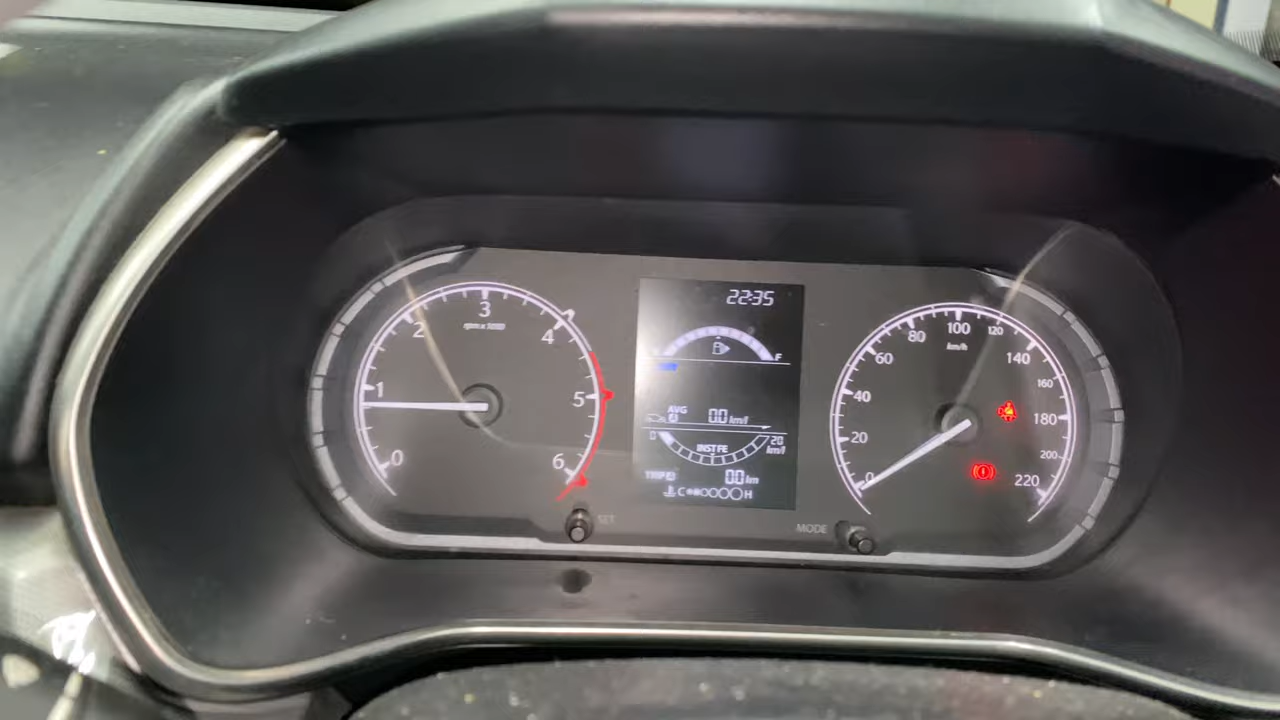 22:35
0
1
2
3
4
5
6
rpm x 1000
F
AVG A 0.0 km/l
0
20
km/l
INST FE
TRIP A 0.0 km
C H
0
20
40
60
80
100
120
140
160
180
200
220
km/h
SET
MODE